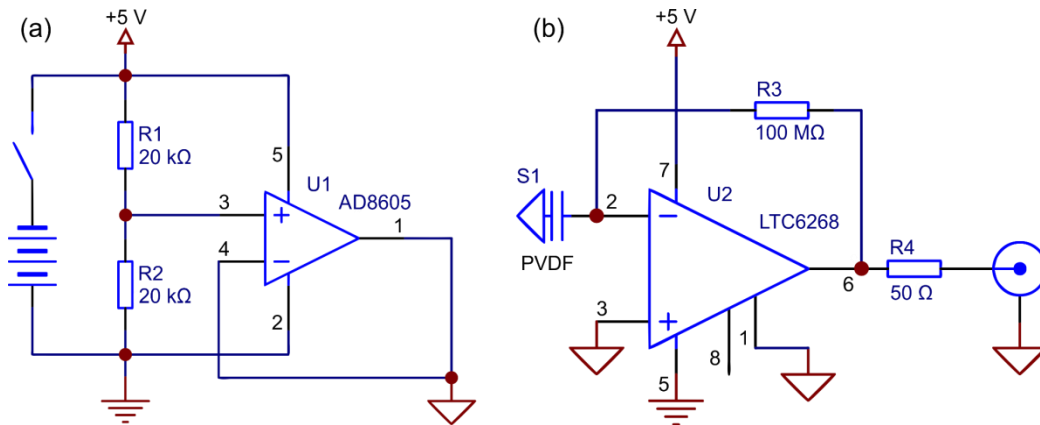 (a)
+5 V
R1
20 kΩ
5
U1
AD8605
3
1
4
R2
20 kΩ
2
(b)
+5 V
R3
100 MΩ
7
S1
U2
2
LTC6268
PVDF
R4
6
50 Ω
3
1
8
5